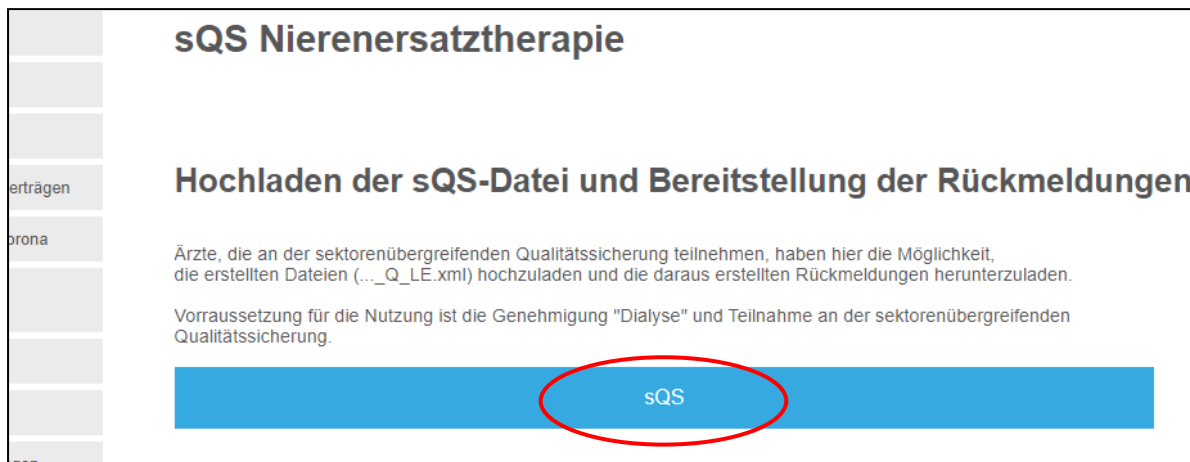 sQS Nierenersatztherapie
Hochladen der sQS-Datei und Bereitstellung der Rückmeldungen
erträgen
orona
Ärzte, die an der sektorenübergreifenden Qualitätssicherung teilnehmen, haben hier die Möglichkeit,
die erstellten Dateien (..._Q_LE.xml) hochzuladen und die daraus erstellten Rückmeldungen herunterzuladen.
Vorraussetzung für die Nutzung ist die Genehmigung "Dialyse" und Teilnahme an der sektorenübergreifenden
Qualitätssicherung.
sQS